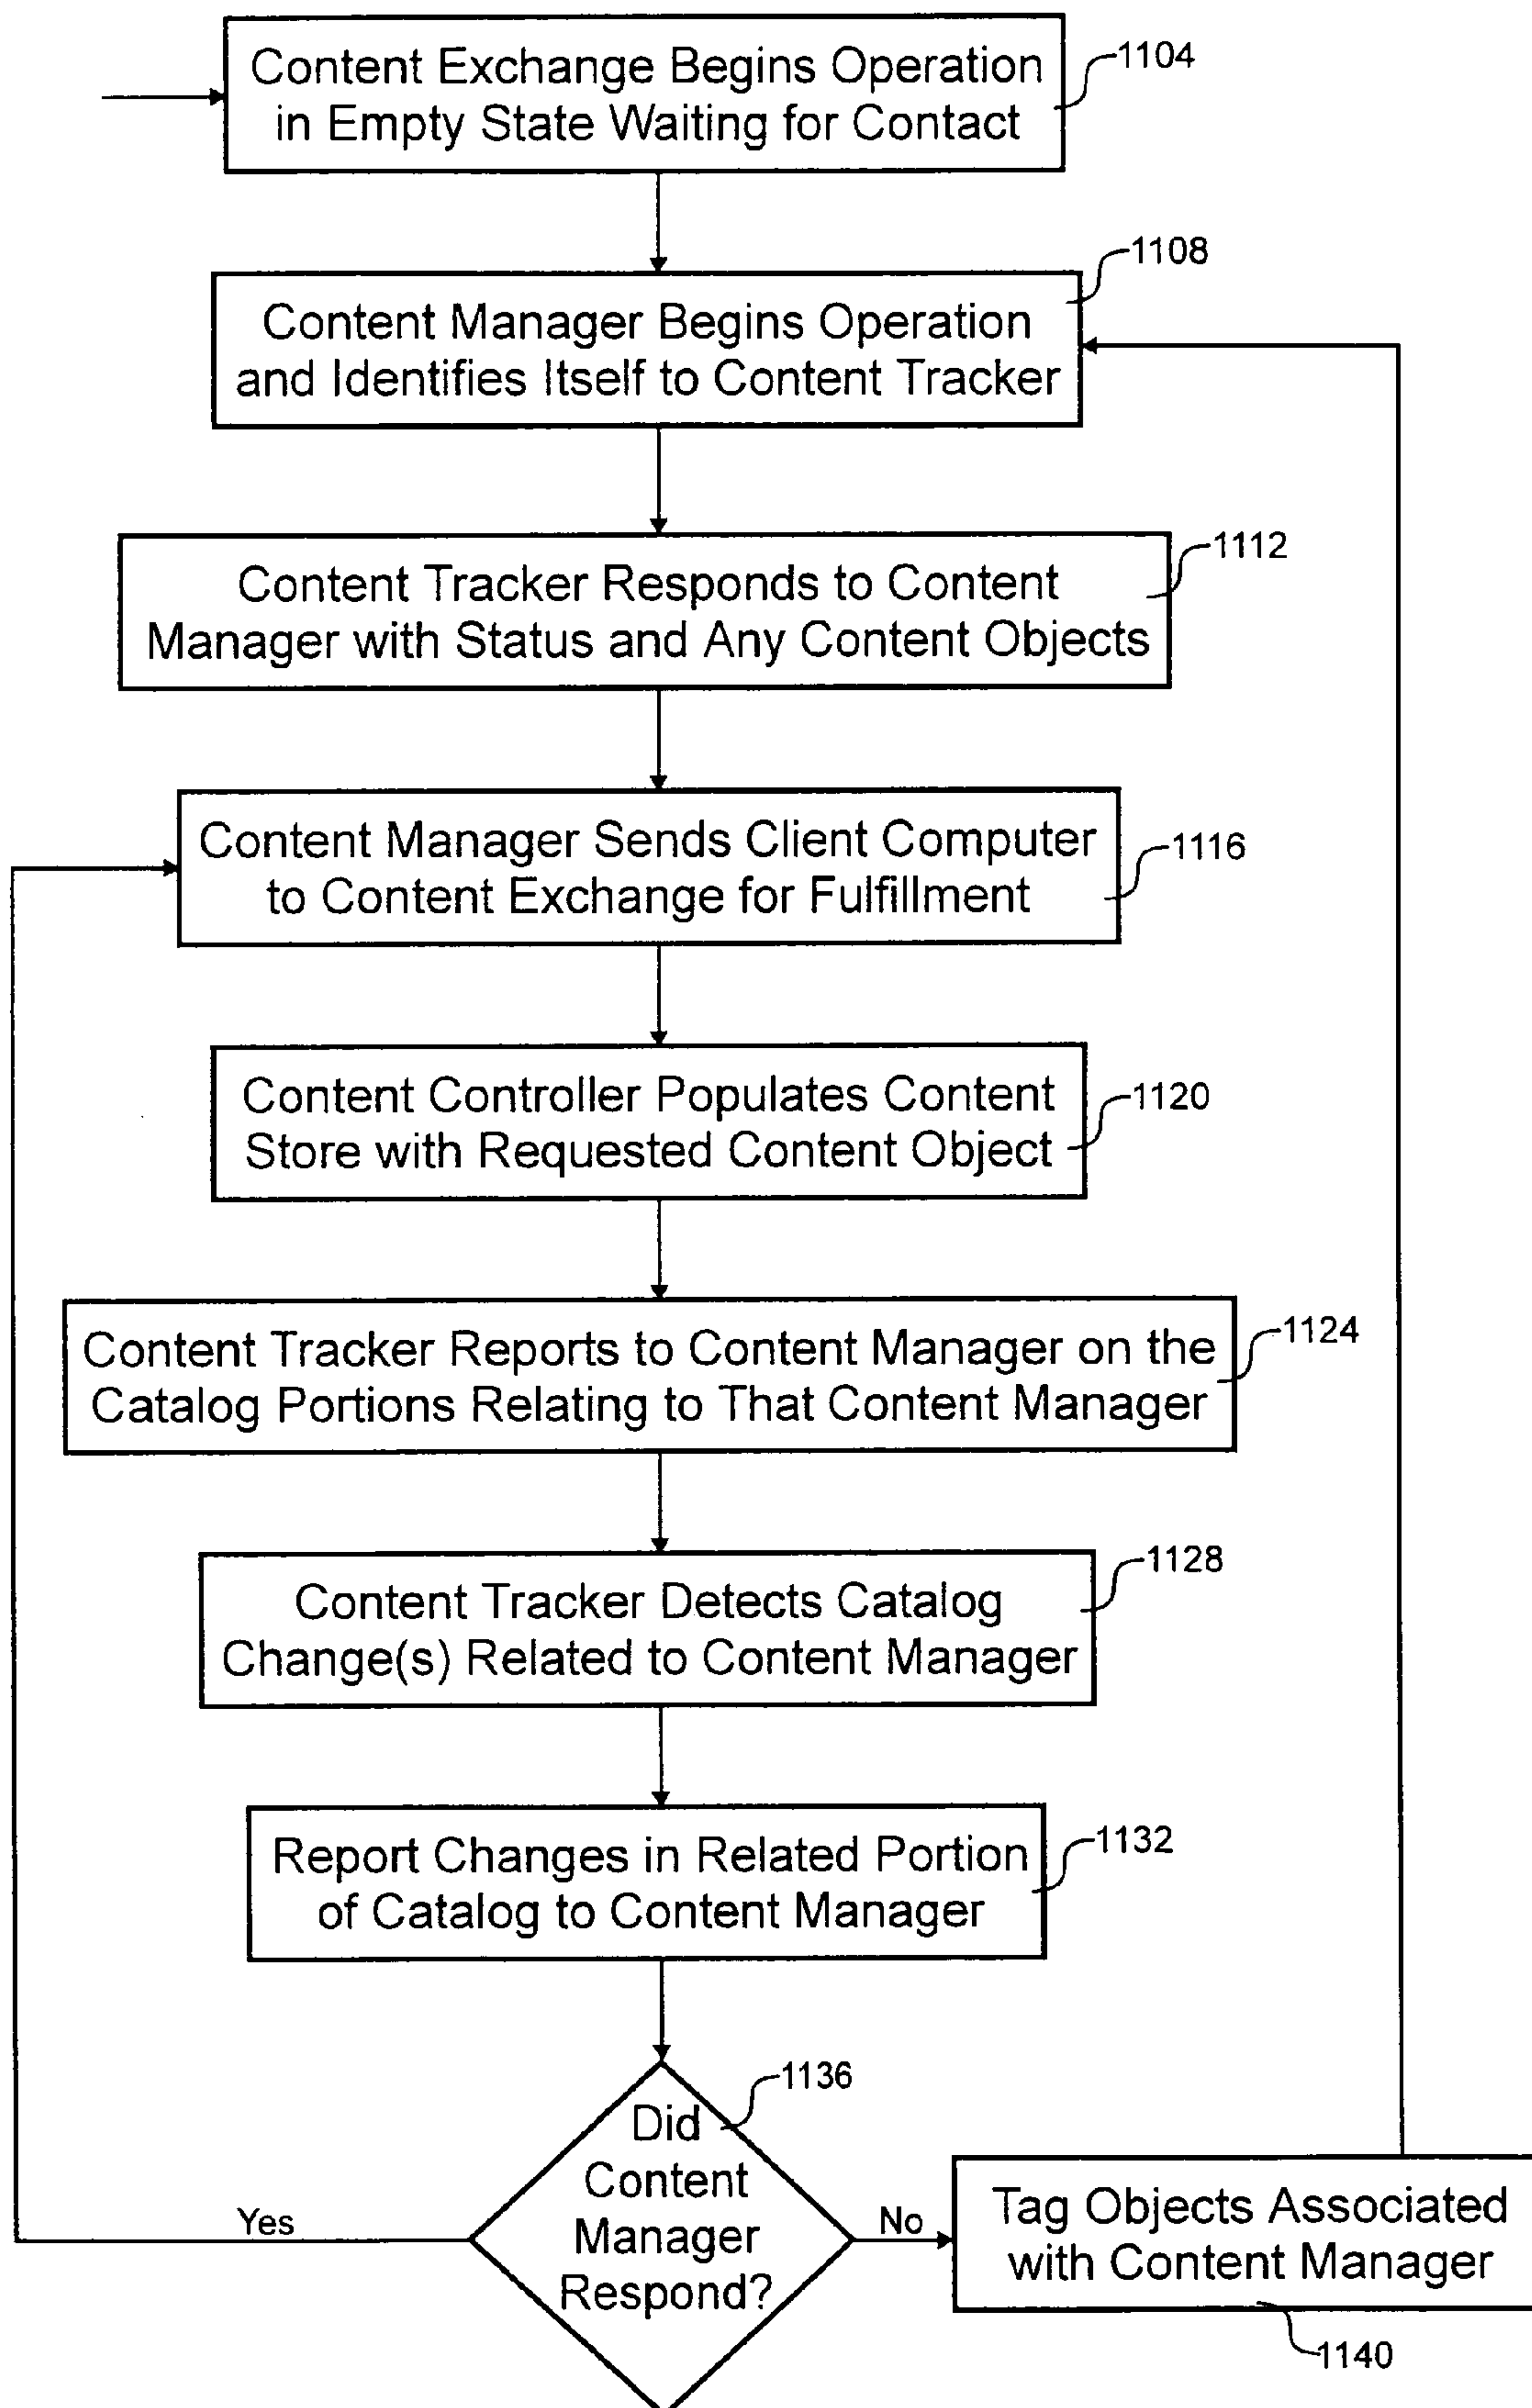 Content Exchange Begins Operation
in Empty State Waiting for Contact
1104
1108
Content Manager Begins Operation
and Identifies Itself to Content Tracker
1112
Content Tracker Responds to Content
Manager with Status and Any Content Objects
Content Manager Sends Client Computer
to Content Exchange for Fulfillment
1116
Content Controller Populates Content
Store with Requested Content Object
1120
Content Tracker Reports to Content Manager on the
Catalog Portions Relating to That Content Manager
1124
1128
Content Tracker Detects Catalog
Change(s) Related to Content Manager
Report Changes in Related Portion
of Catalog to Content Manager
1132
1136
Did
Content
Manager
Respond?
Yes
No
Tag Objects Associated
with Content Manager
1140